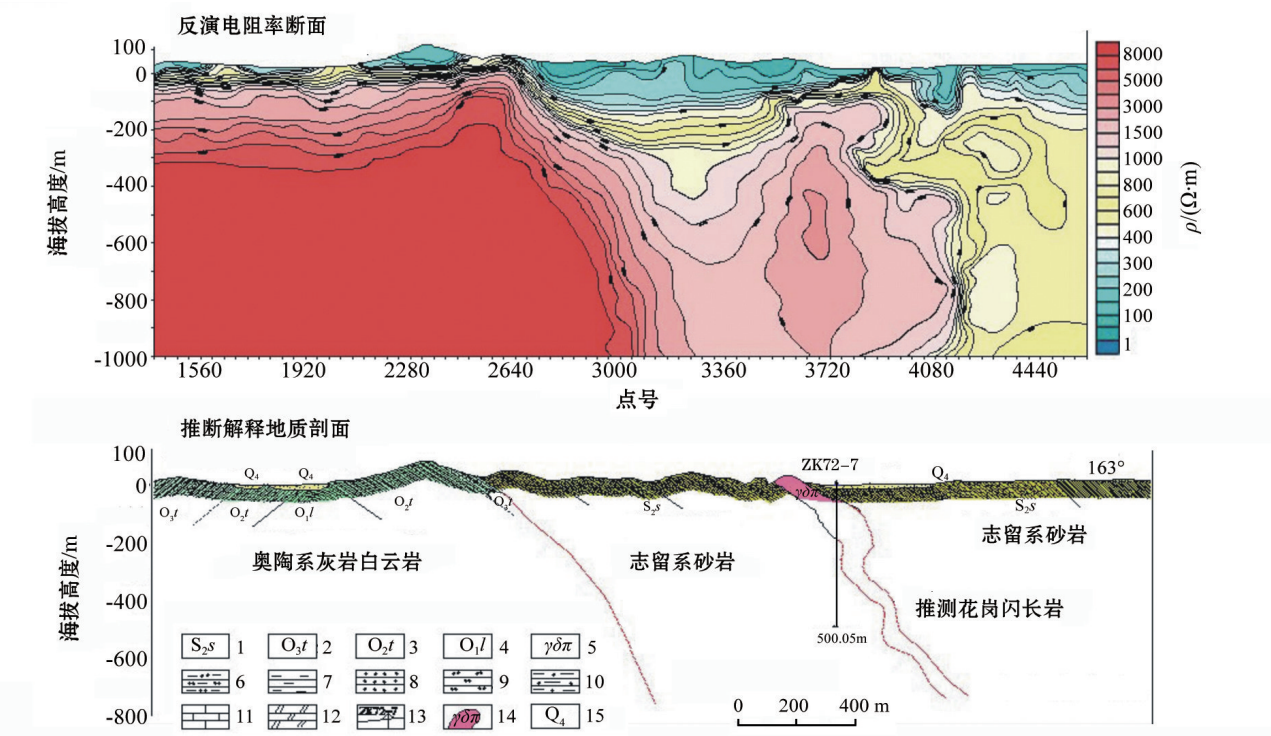 反演电阻率断面
100
0
-200
-400
-600
-800
-1000
海拔高度/m
1560 1920 2280 2640 3000 3360 3720 4080 4440
点号
8000
5000
3000
1500
1000
800
600
400
300
200
100
1
ρ/(Ω·m)
推断解释地质剖面
100
0
-200
-400
-600
-800
海拔高度/m
Q₄ Q₄ ZK72-7 Q₄ 163°
γδπ
O₃t O₂t O₁l O₂t O₃t S₂s S₂s
奥陶系灰岩白云岩 志留系砂岩 志留系砂岩
推测花岗闪长岩
500.05m
S₂s 1 O₃t 2 O₂t 3 O₁l 4 γδπ 5
6 7 8 9 10
11 12 ZK72-7 13 γδπ 14 Q₄ 15
0 200 400 m